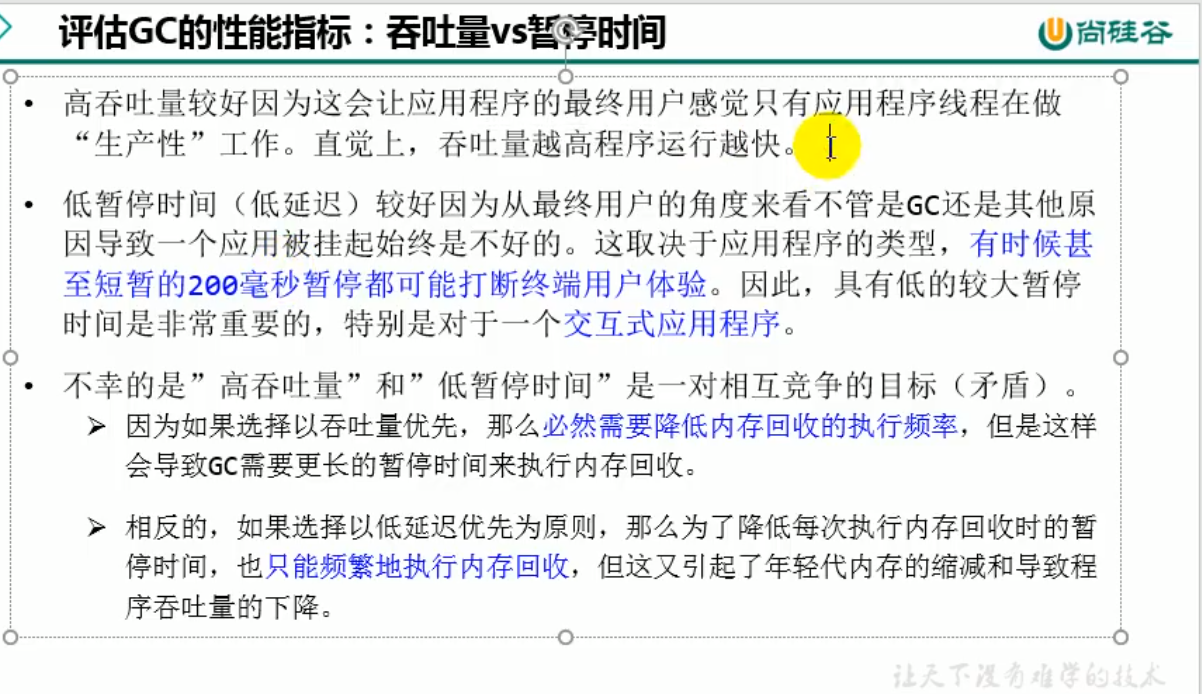 评估GC的性能指标：吞吐量vs暂停时间
尚硅谷
• 高吞吐量较好因为这会让应用程序的最终用户感觉只有应用程序线程在做
“生产性”工作。直觉上，吞吐量越高程序运行越快。
• 低暂停时间（低延迟）较好因为从最终用户的角度来看不管是GC还是其他原
因导致一个应用被挂起始终是不好的。这取决于应用程序的类型，有时候甚
至短暂的200毫秒暂停都可能打断终端用户体验。因此，具有低的较大暂停
时间是非常重要的，特别是对于一个交互式应用程序。
• 不幸的是”高吞吐量”和”低暂停时间”是一对相互竞争的目标（矛盾）。
➢ 因为如果选择以吞吐量优先，那么必然需要降低内存回收的执行频率，但是这样
会导致GC需要更长的暂停时间来执行内存回收。
➢ 相反的，如果选择以低延迟优先为原则，那么为了降低每次执行内存回收时的暂
停时间，也只能频繁地执行内存回收，但这又引起了年轻代内存的缩减和导致程
序吞吐量的下降。
让天下没有难学的技术